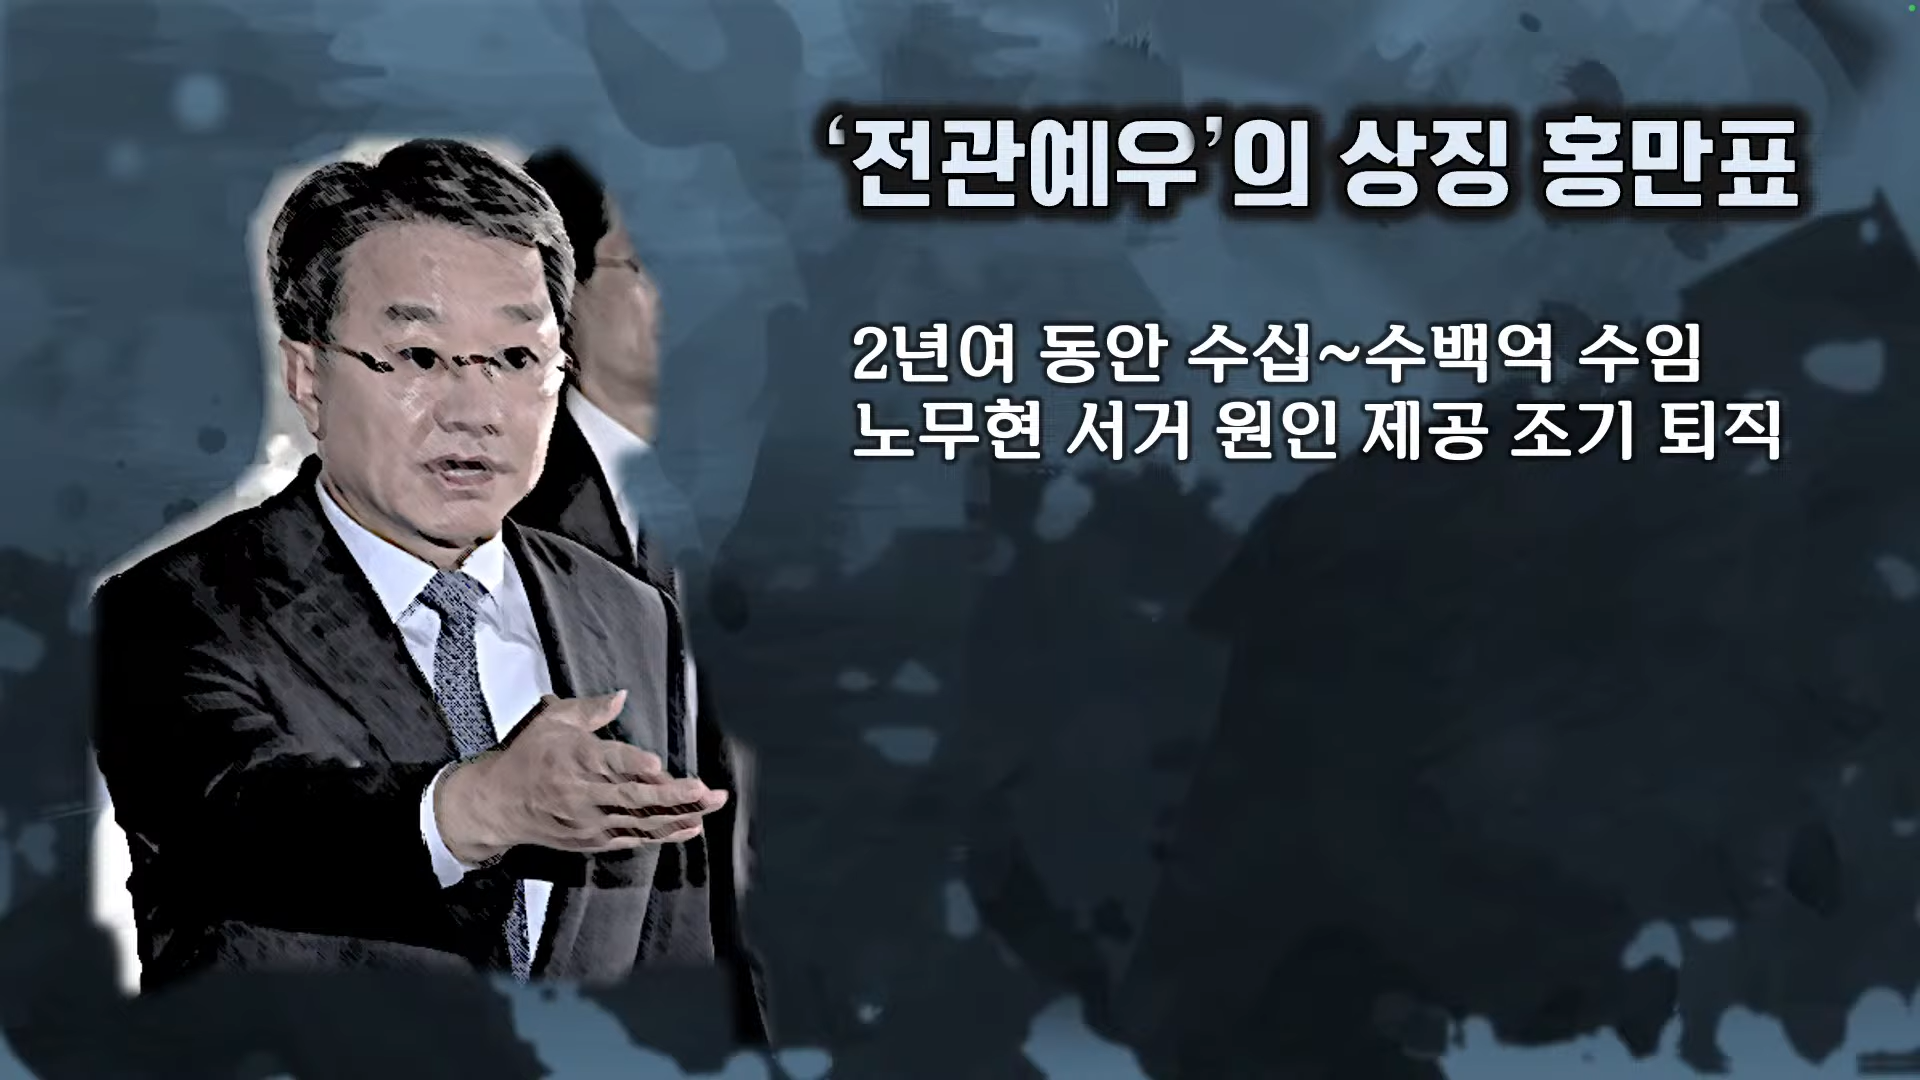 ‘전관예우’의 상징 홍만표
2년여 동안 수십~수백억 수임
노무현 서거 원인 제공 조기 퇴직